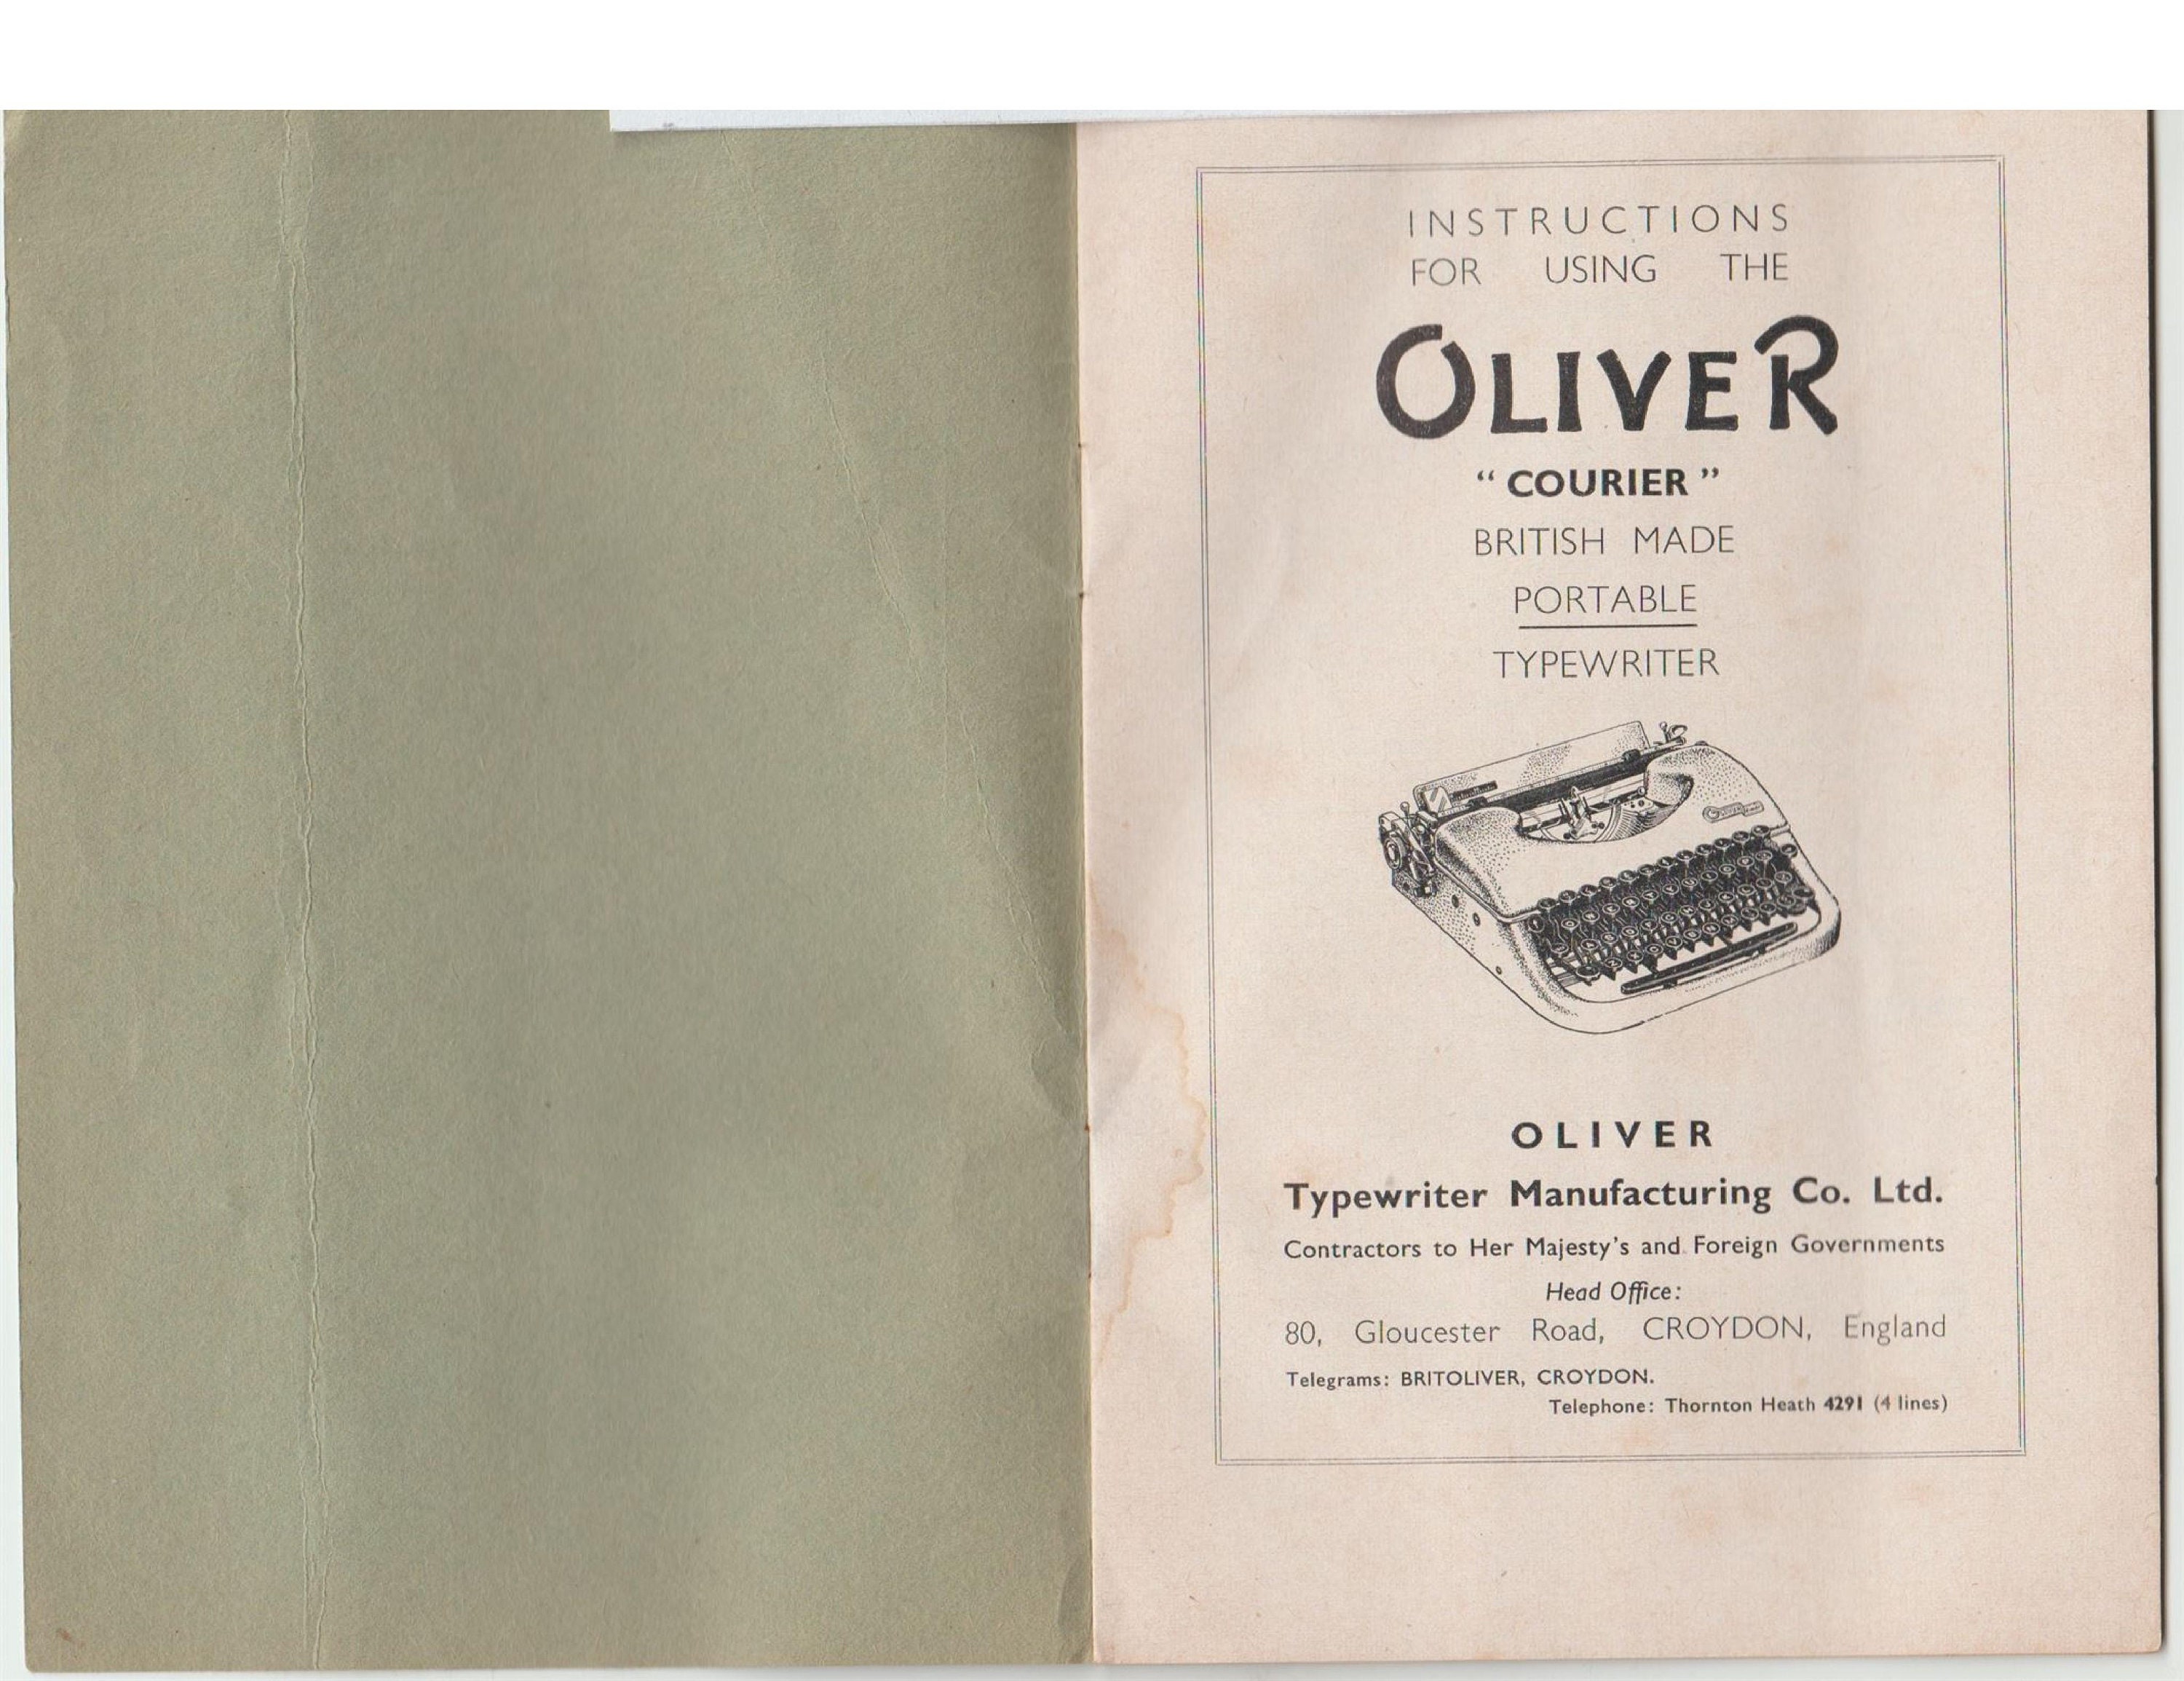 INSTRUCTIONS
FOR USING THE
OLIVER
“ COURIER ”
BRITISH MADE
PORTABLE
TYPEWRITER
OLIVER
Typewriter Manufacturing Co. Ltd.
Contractors to Her Majesty's and Foreign Governments
Head Office:
80, Gloucester Road, CROYDON, England
Telegrams: BRITOLIVER, CROYDON.
Telephone: Thornton Heath 4291 (4 lines)